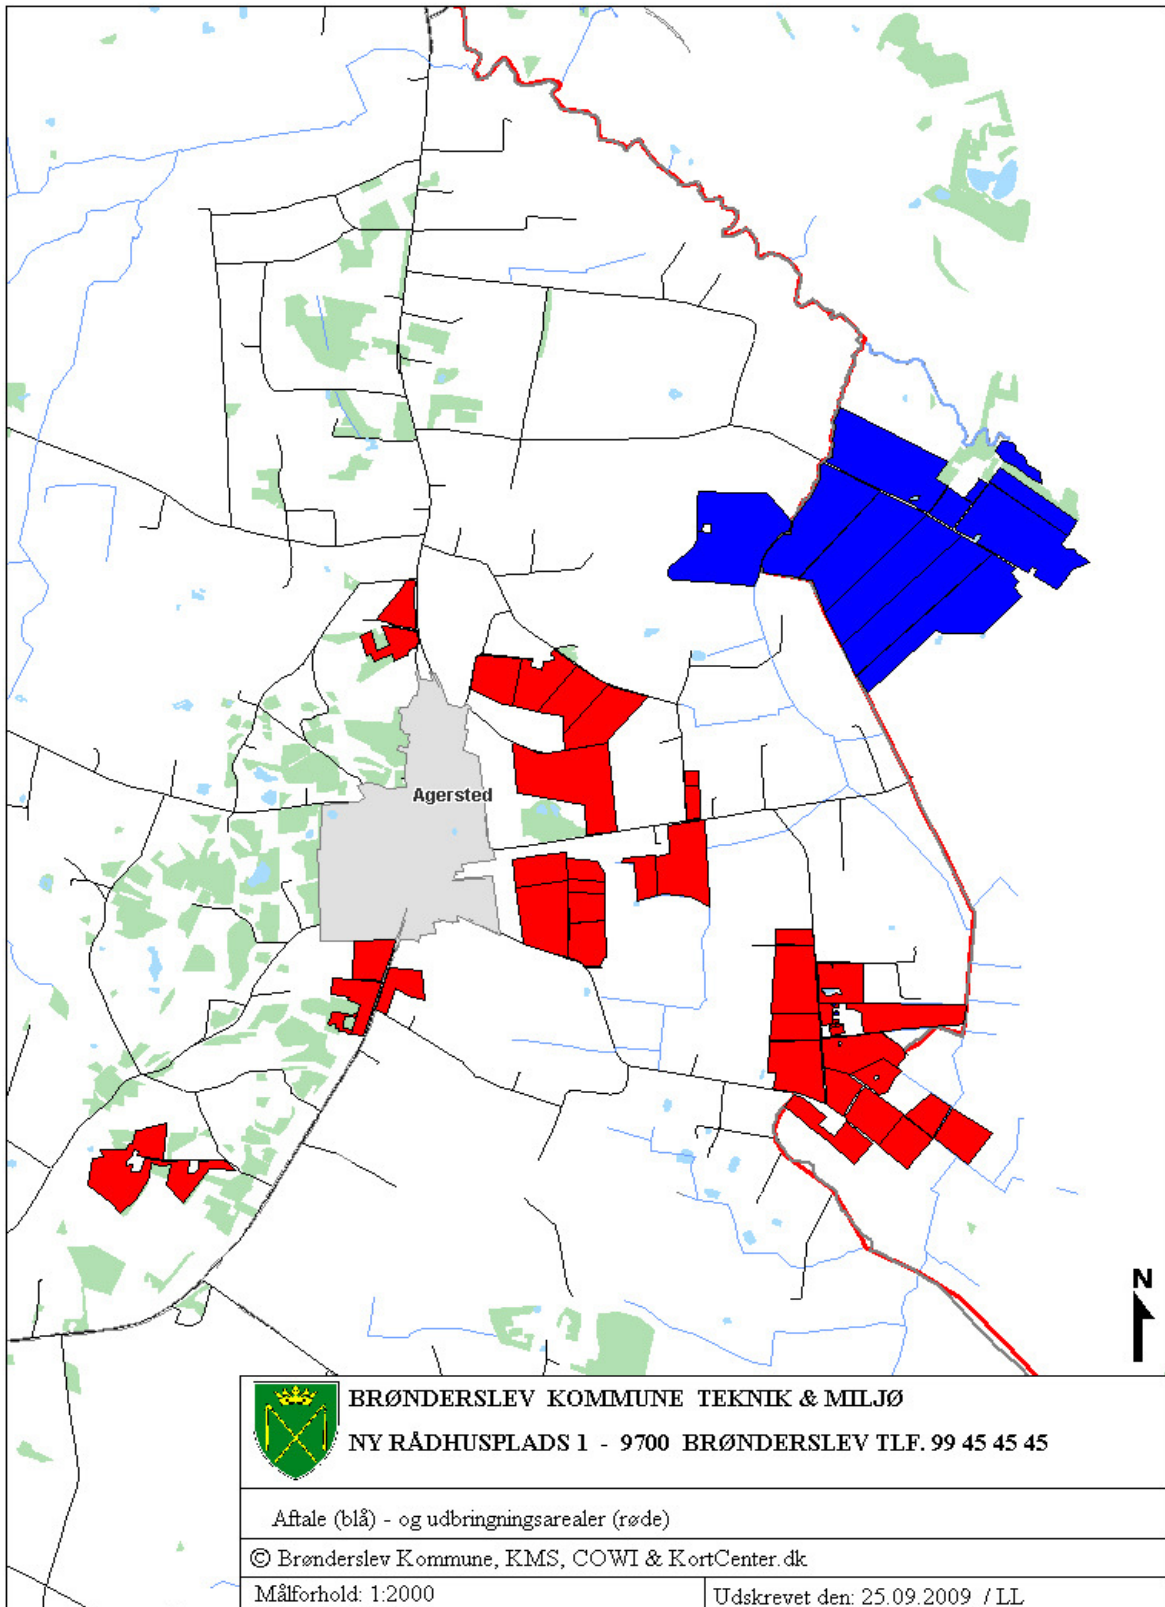 Agersted
N
BRØNDERSLEV KOMMUNE TEKNIK & MILJØ
NY RÅDHUSPLADS 1 - 9700 BRØNDERSLEV TLF. 99 45 45 45
Aftale (blå) - og udbringningsarealer (røde)
© Brønderslev Kommune, KMS, COWI & KortCenter.dk
Målforhold: 1:2000
Udskrevet den: 25.09.2009 / LL